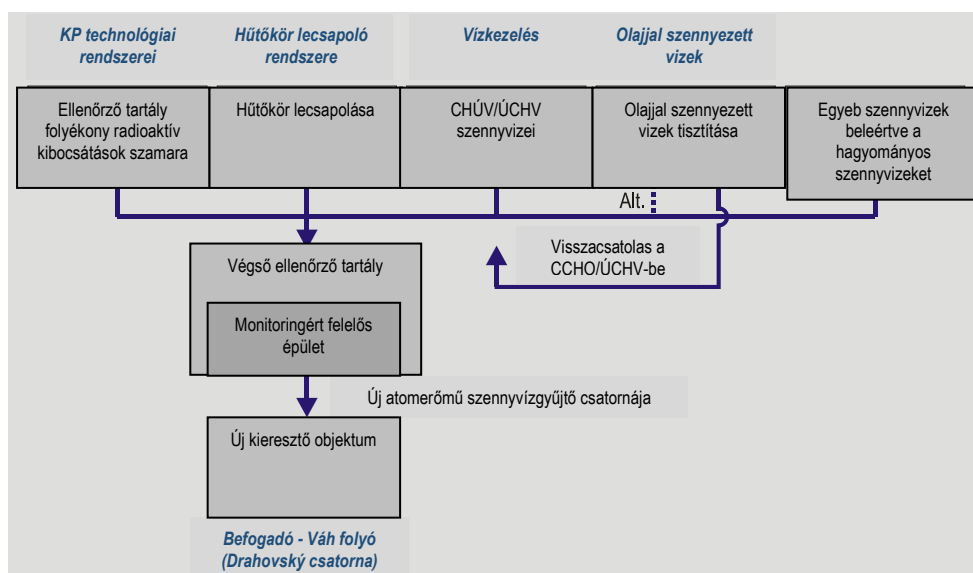 KP technológiai
rendszerei
Hűtőkör lecsapoló
rendszere
Vízkezelés
Olajjal szennyezett
vizek
Ellenőrző tartály
folyékony radioaktív
kibocsátások szamara
Hűtőkör lecsapolása
CHÚV/ÚCHV
szennyvizei
Olajjal szennyezett
vizek tisztítása
Egyéb szennyvizek
beleértve a
hagyományos
szennyvizeket
Alt.
Visszacsatolas a
CCHO/ÚCHV-be
Végső ellenőrző tartály
Monitoringért felelős
épület
Új atomerőmű szennyvízgyűjtő csatornája
Új kieresztő objektum
Befogadó - Váh folyó
(Drahovský csatorna)